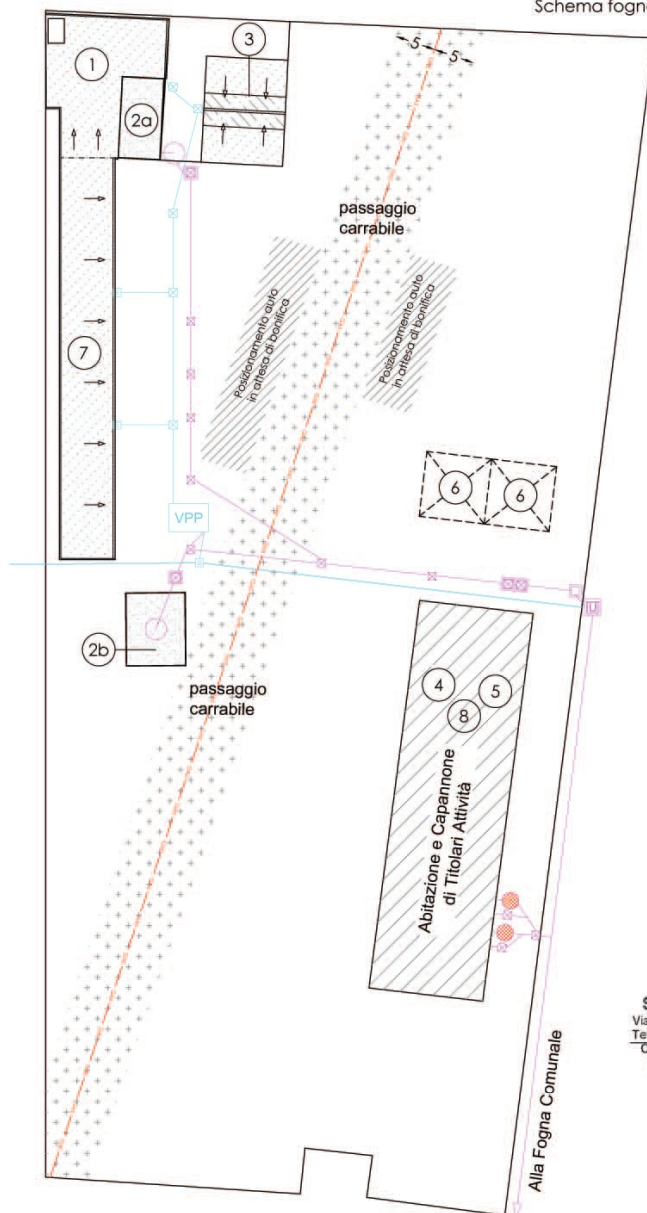 Schema fogn
1
2a
3
5
5
passaggio
carrabile
Posizionamento auto
in attesa di bonifica
Posizionamento auto
in attesa di bonifica
7
6
6
VPP
2b
passaggio
carrabile
4
5
8
Abitazione e Capannone
di Titolari Attività
S
Via
Te
C
Alla Fogna Comunale